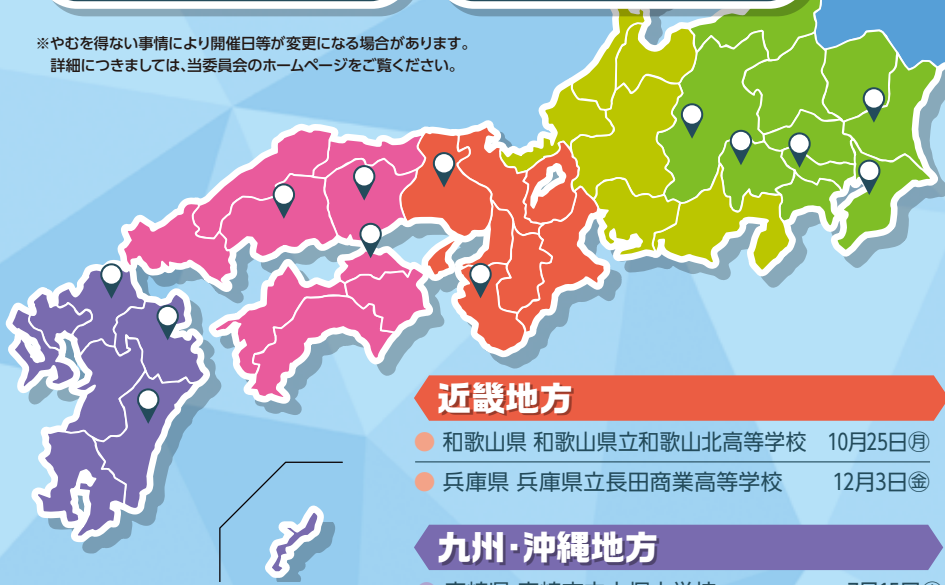 ※やむを得ない事情により開催日等が変更になる場合があります。
詳細につきましては、当委員会のホームページをご覧ください。
近畿地方
和歌山県 和歌山県立和歌山北高等学校 10月25日㊊
兵庫県 兵庫県立長田商業高等学校 12月3日㊎
九州・沖縄地方